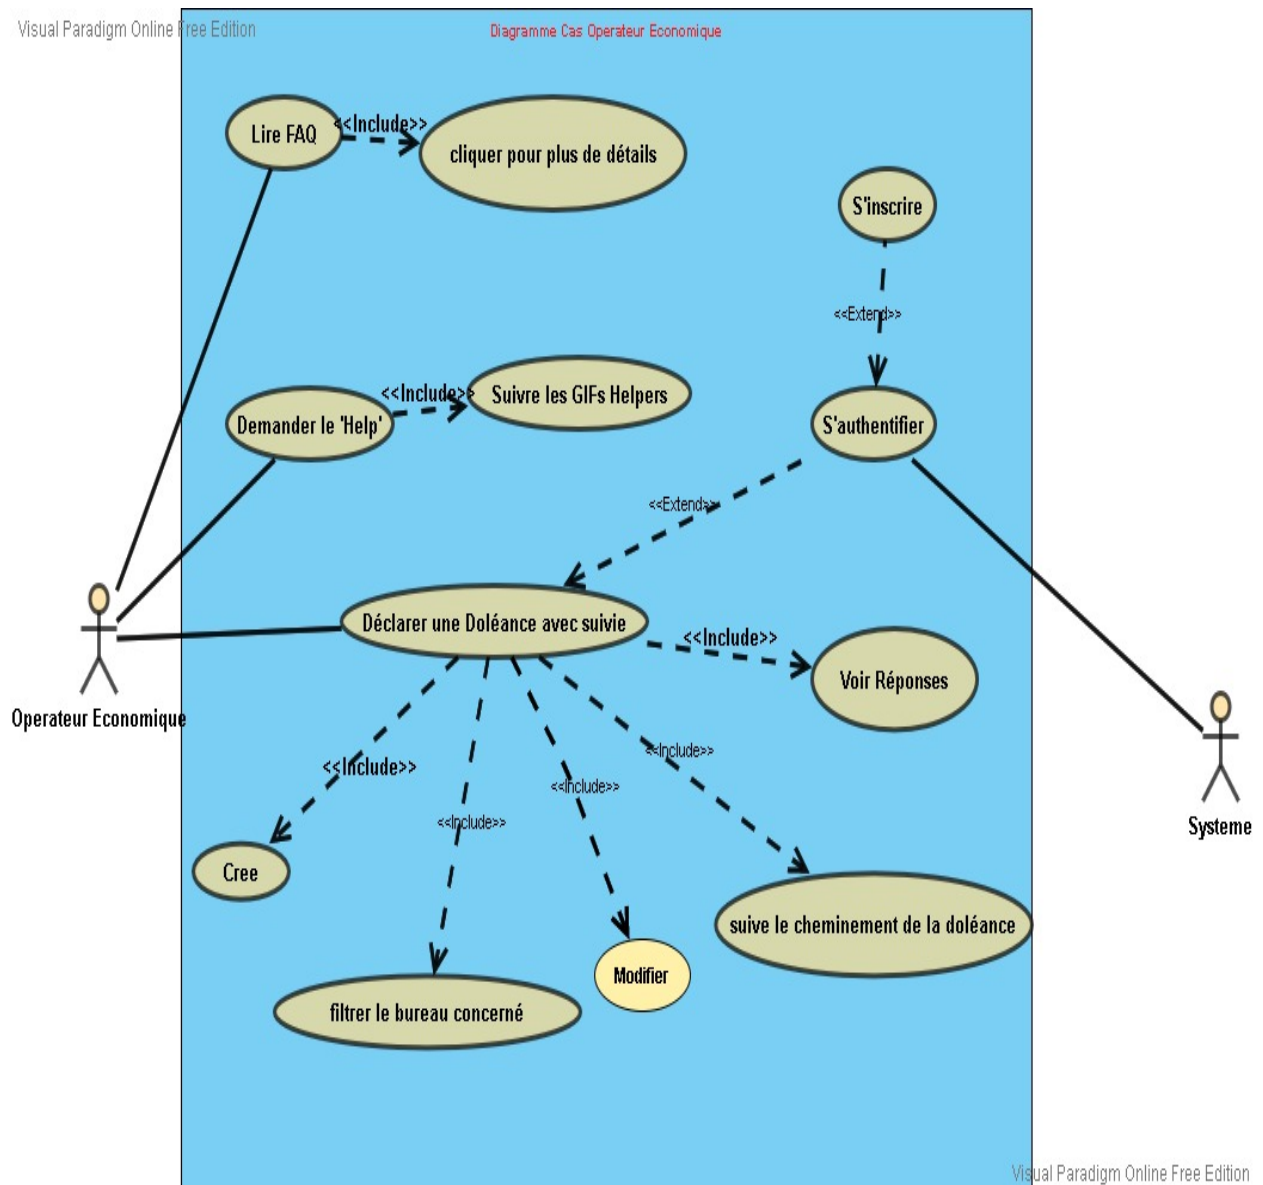 Visual Paradigm Online Free Edition
Diagramme Cas Operateur Economique
Lire FAQ
<<Include>>
cliquer pour plus de détails
S'inscrire
<<Extend>>
Demander le 'Help'
<<Include>>
Suivre les GIFs Helpers
S'authentifier
<<Extend>>
Déclarer une Doléance avec suivie
<<Include>>
Voir Réponses
Operateur Economique
<<Include>>
<<Include>>
<<Include>>
<<Include>>
Systeme
Cree
suive le cheminement de la doléance
Modifier
filtrer le bureau concerné
Visual Paradigm Online Free Edition